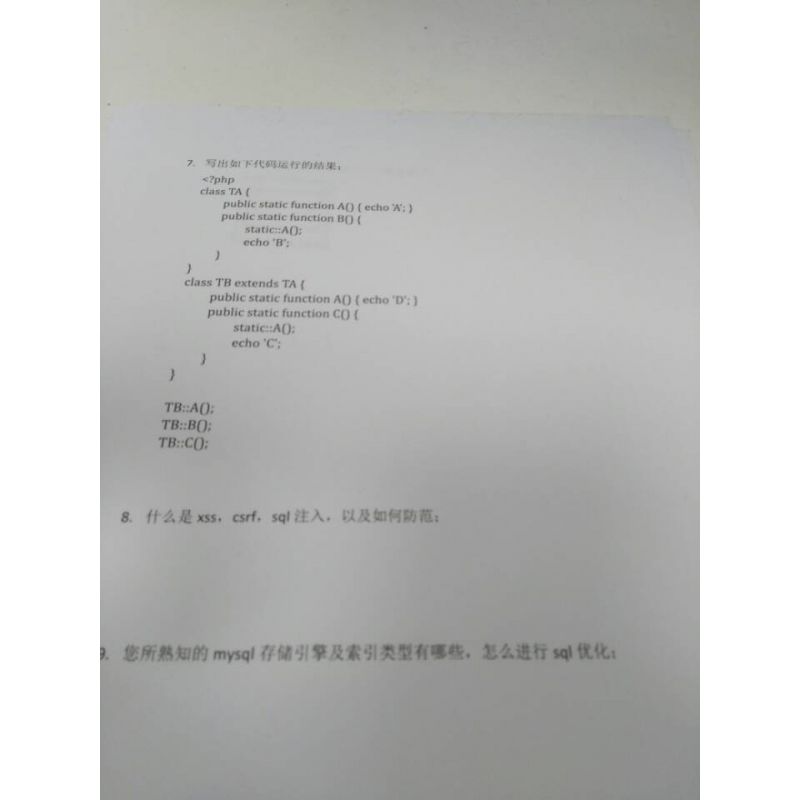 7. 写出如下代码运行的结果;
<?php
class TA {
public static function A() { echo 'A'; }
public static function B() {
static::A();
echo 'B';
}
}
class TB extends TA {
public static function A() { echo 'D'; }
public static function C() {
static::A();
echo 'C';
}
}
TB::A();
TB::B();
TB::C();
8. 什么是 xss, csrf, sql 注入, 以及如何防范;
9. 您所熟知的 mysql 存储引擎及索引类型有哪些, 怎么进行 sql 优化;